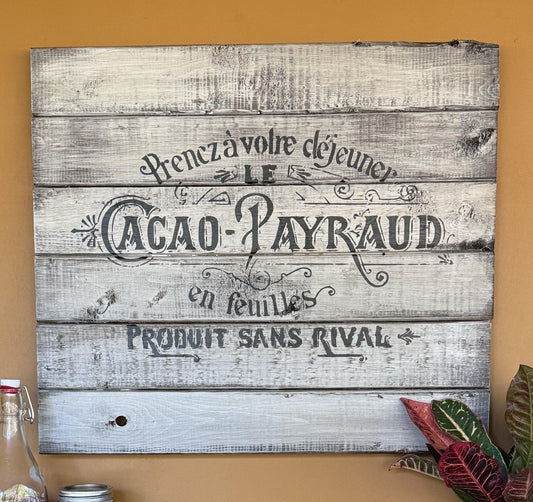 Prenez à votre déjeuner
LE
CACAO-PAYRAUD
en feuilles
PRODUIT SANS RIVAL